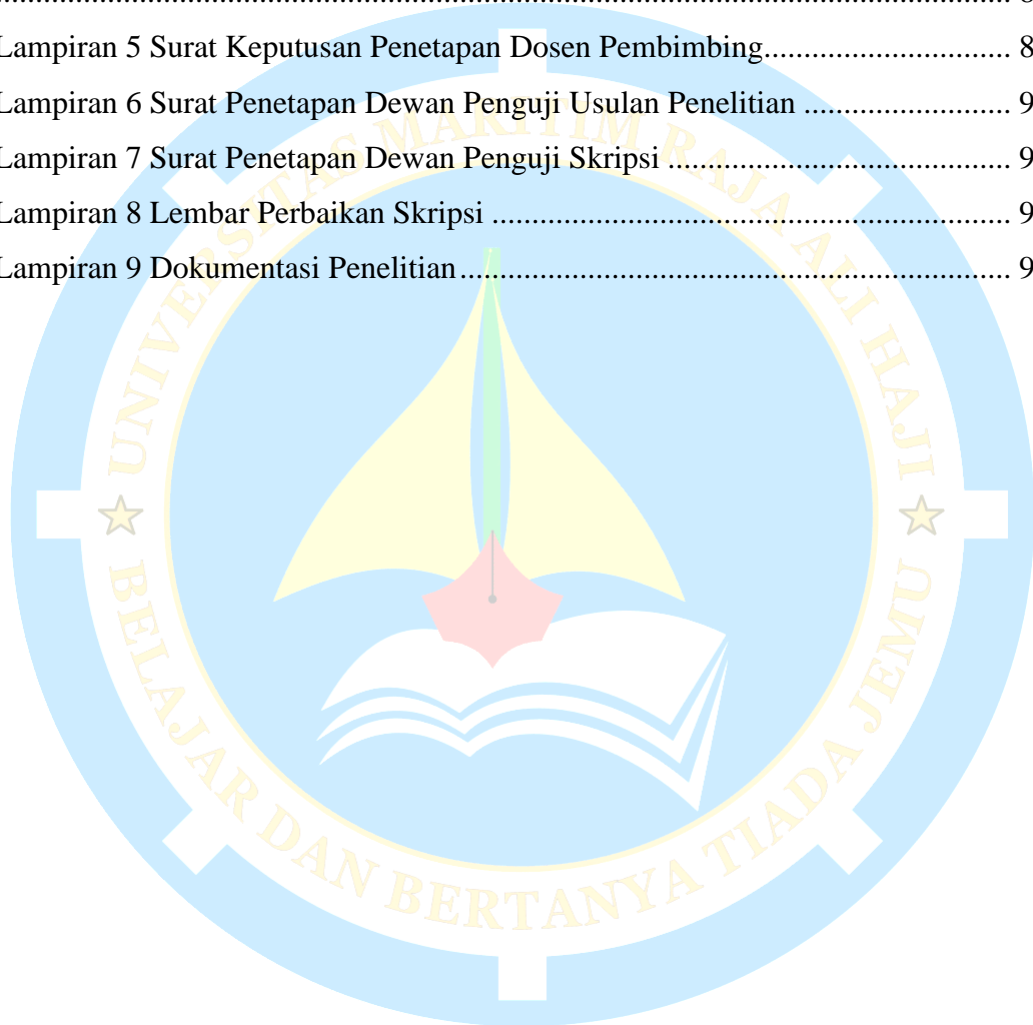 Lampiran 5 Surat Keputusan Penetapan Dosen Pembimbing................................. 8
Lampiran 6 Surat Penetapan Dewan Penguji Usulan Penelitian ......................... 9
Lampiran 7 Surat Penetapan Dewan Penguji Skripsi ........................................... 9
Lampiran 8 Lembar Perbaikan Skripsi ................................................................. 9
Lampiran 9 Dokumentasi Penelitian...................................................................... 9
UNIVERSITAS MARITIM RAJA ALI HAJI
BELAJAR DAN BERTANYA TIADA JEMU